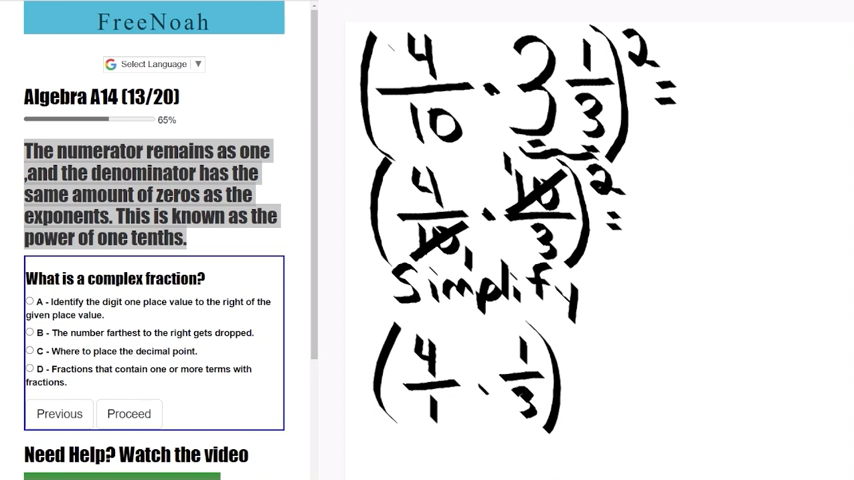 FreeNoah
Select Language ▼
Algebra A14 (13/20)
65%
The numerator remains as one
,and the denominator has the
same amount of zeros as the
exponents. This is known as the
power of one tenths.
What is a complex fraction?
A - Identify the digit one place value to the right of the
given place value.
B - The number farthest to the right gets dropped.
C - Where to place the decimal point.
D - Fractions that contain one or more terms with
fractions.
Previous Proceed
Need Help? Watch the video
(4/10 · 3 1/3)² =
(4/10 1 · 1 10/3)² =
Simplify
(4/1 · 1/3)